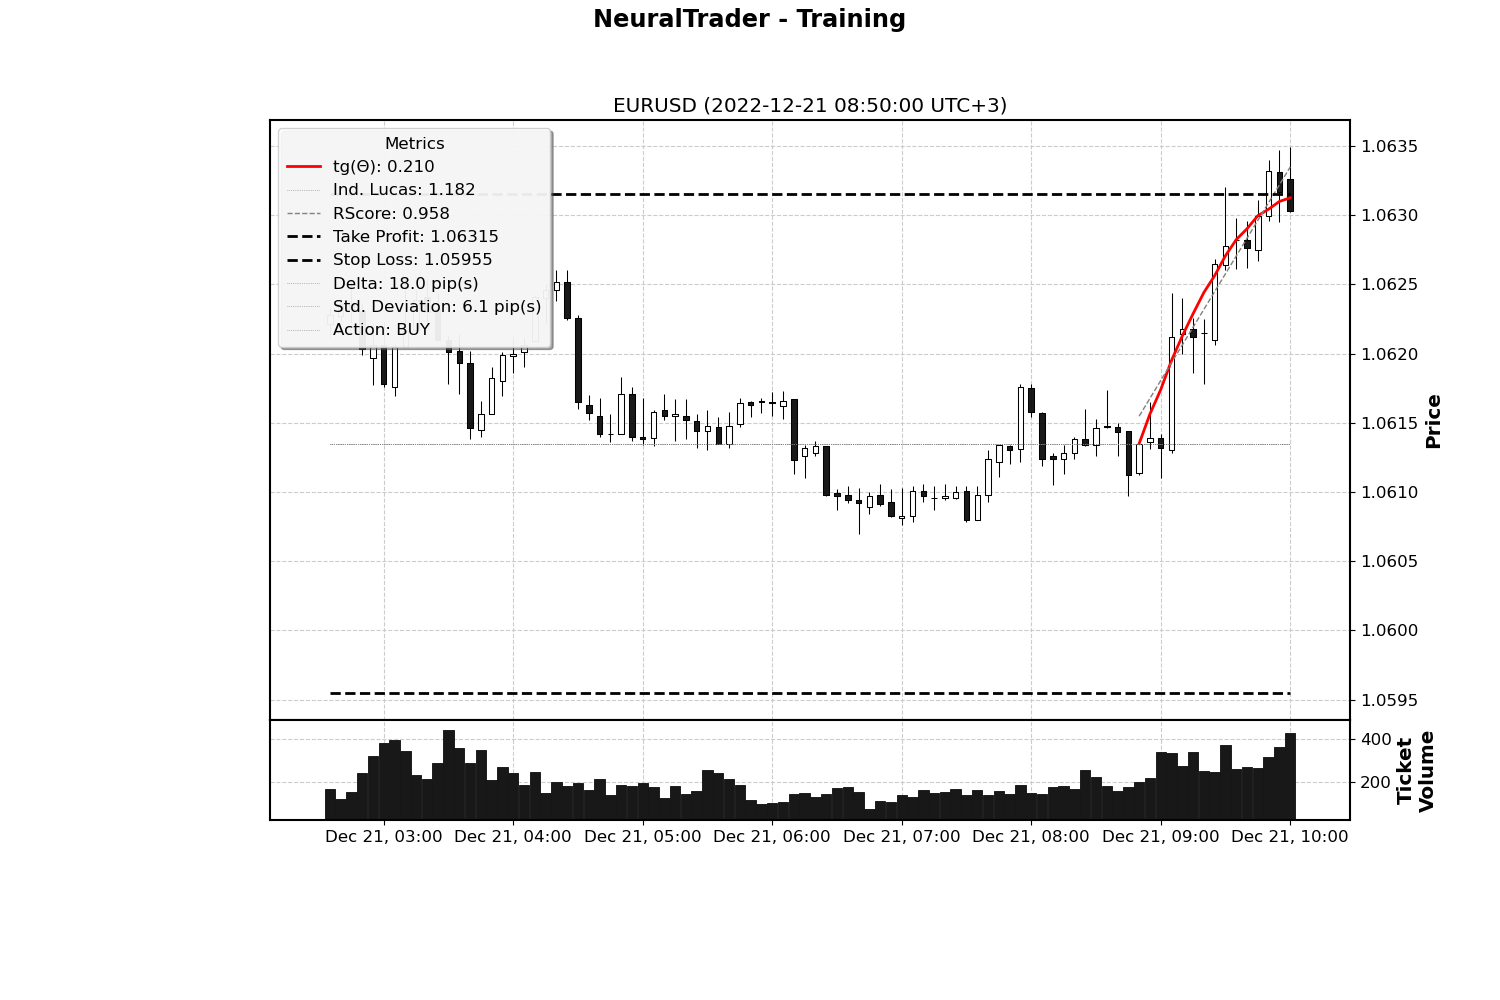 NeuralTrader - Training
EURUSD (2022-12-21 08:50:00 UTC+3)
Metrics
tg(Θ): 0.210
Ind. Lucas: 1.182
RScore: 0.958
Take Profit: 1.06315
Stop Loss: 1.05955
Delta: 18.0 pip(s)
Std. Deviation: 6.1 pip(s)
Action: BUY
1.0635
1.0630
1.0625
1.0620
1.0615
1.0610
1.0605
1.0600
1.0595
Price
400
200
Ticket
Volume
Dec 21, 03:00 Dec 21, 04:00 Dec 21, 05:00 Dec 21, 06:00 Dec 21, 07:00 Dec 21, 08:00 Dec 21, 09:00 Dec 21, 10:00